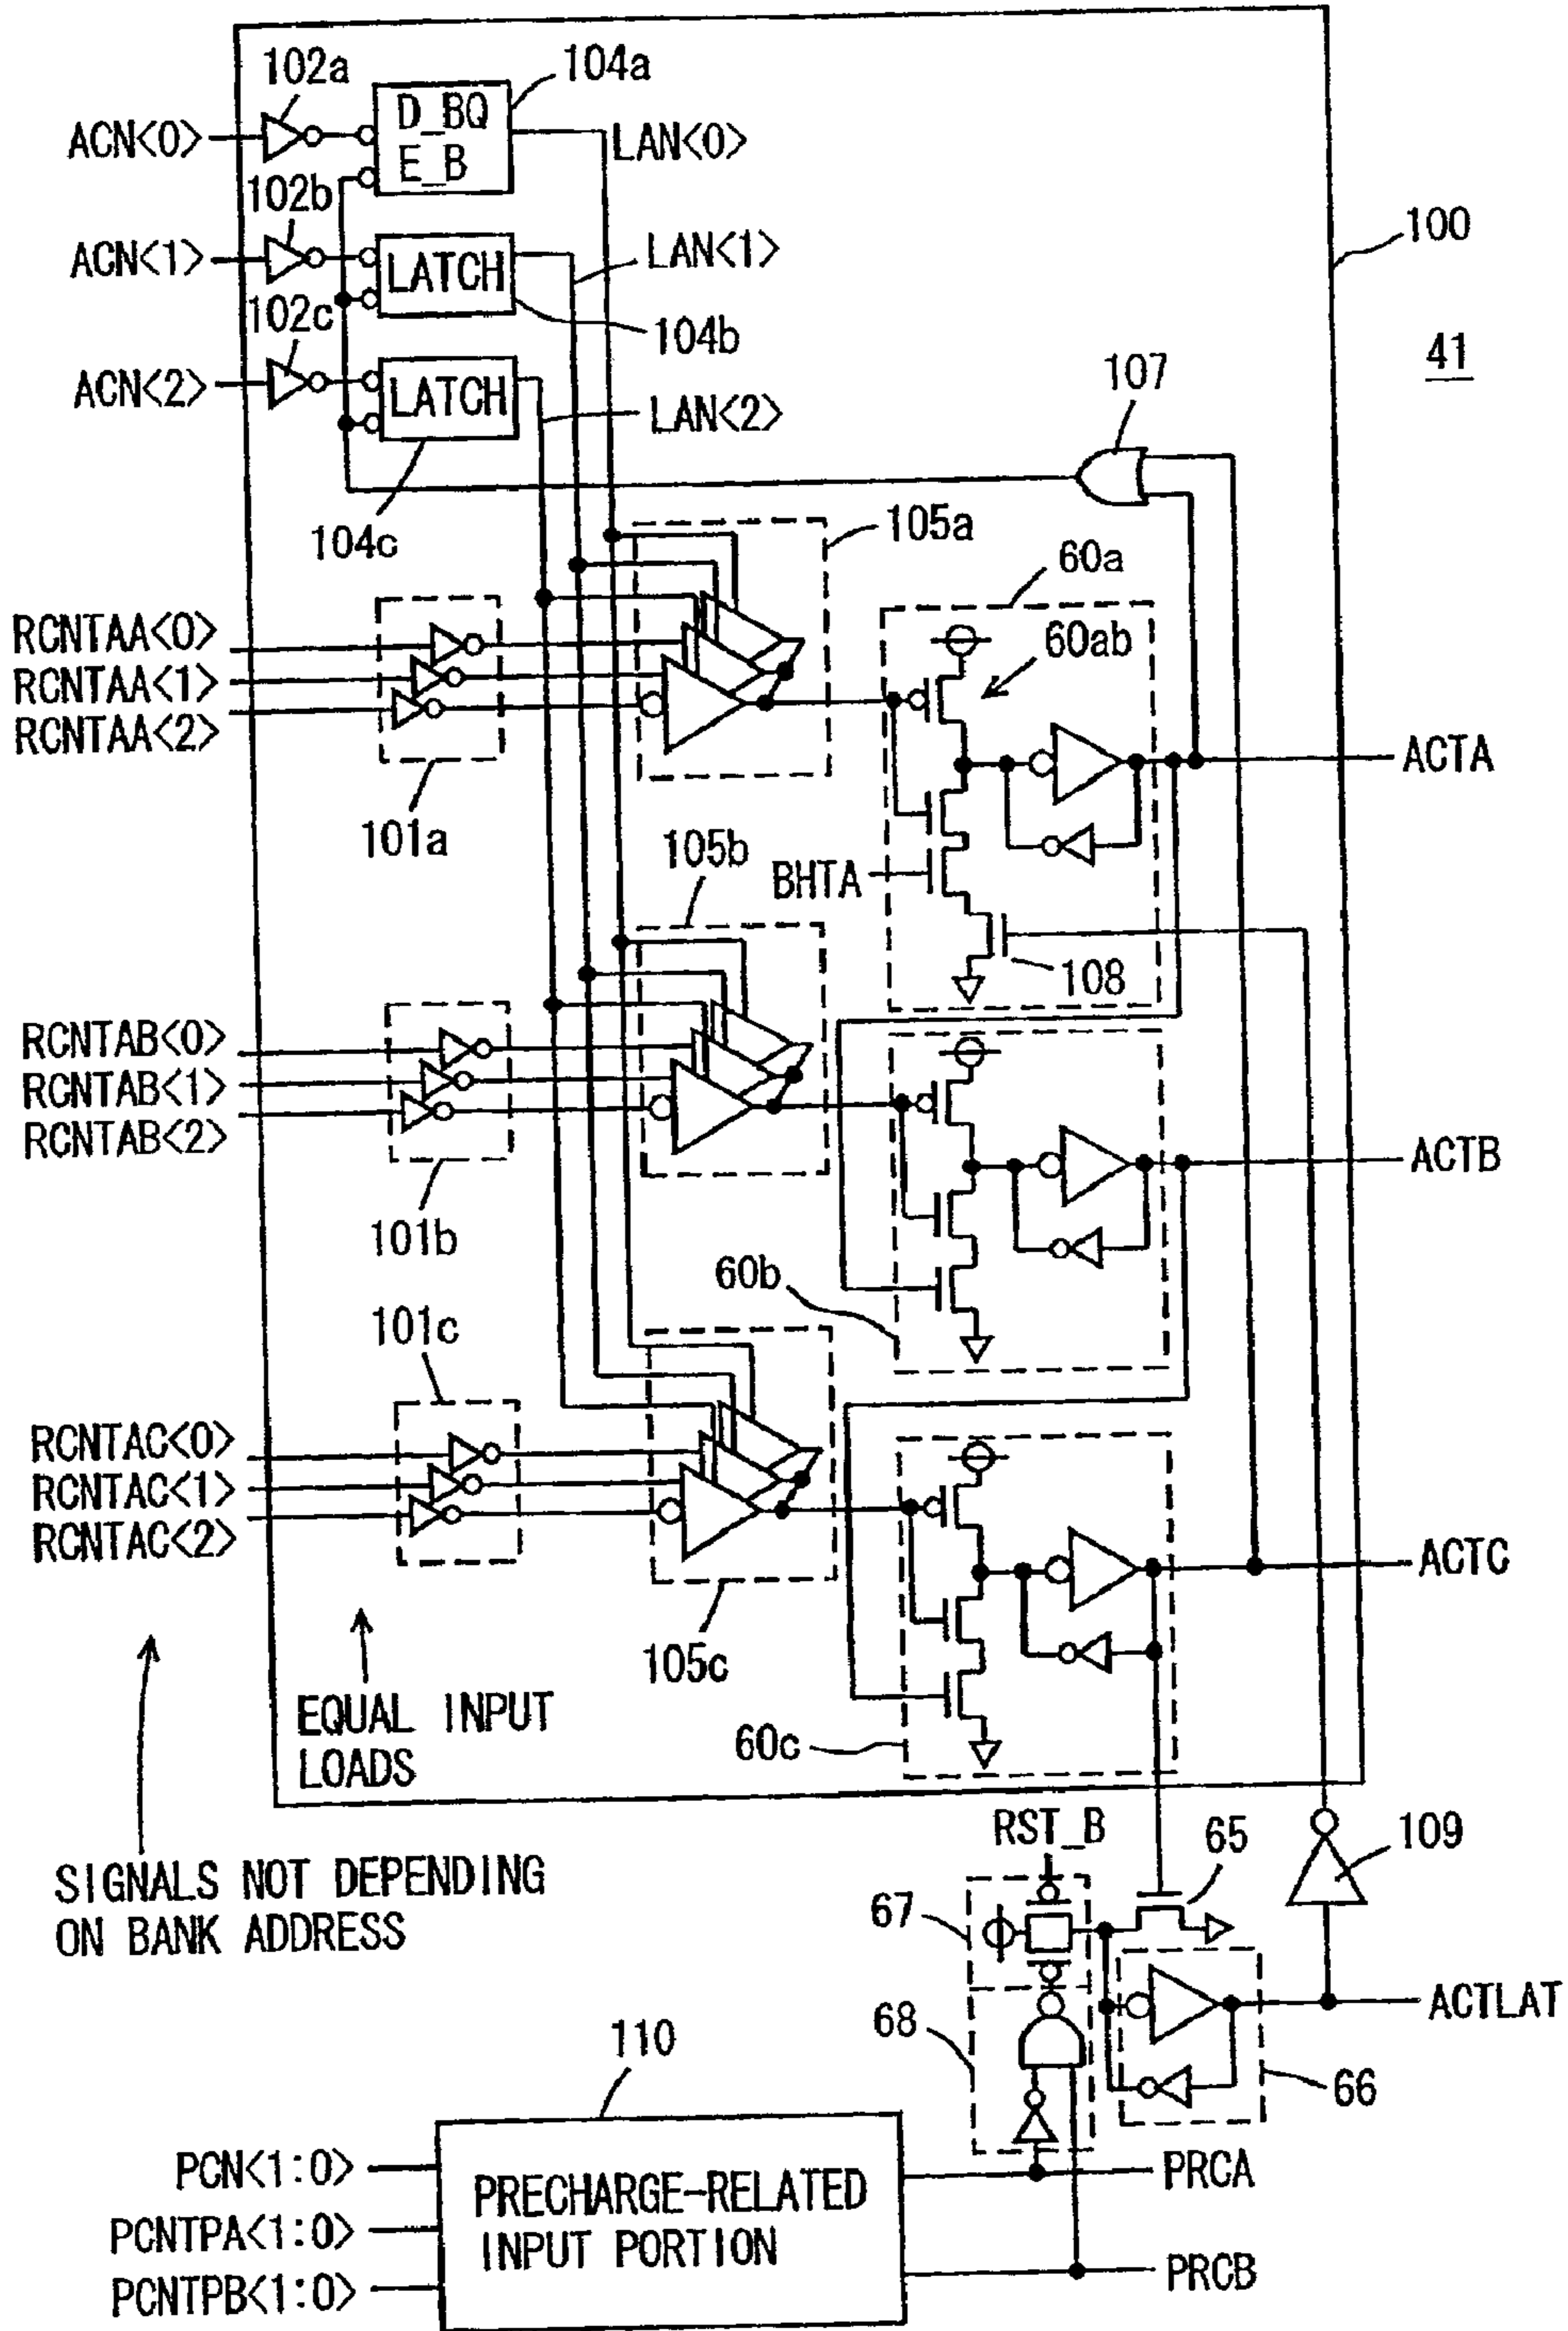 102a
104a
ACN<0>
D_BQ
E_B
LAN<0>
102b
ACN<1>
LATCH
LAN<1>
100
102c
104b
41
ACN<2>
LATCH
LAN<2>
107
104c
105a
60a
RCNTAA<0>
RCNTAA<1>
RCNTAA<2>
60ab
ACTA
101a
105b
BHTA
108
RCNTAB<0>
RCNTAB<1>
RCNTAB<2>
ACTB
101b
60b
101c
RCNTAC<0>
RCNTAC<1>
RCNTAC<2>
ACTC
105c
EQUAL INPUT
LOADS
60c
RST_B
65
109
SIGNALS NOT DEPENDING
ON BANK ADDRESS
67
68
ACTLAT
110
66
PCN<1:0>
PCNTPA<1:0>
PCNTPB<1:0>
PRECHARGE-RELATED
INPUT PORTION
PRCA
PRCB